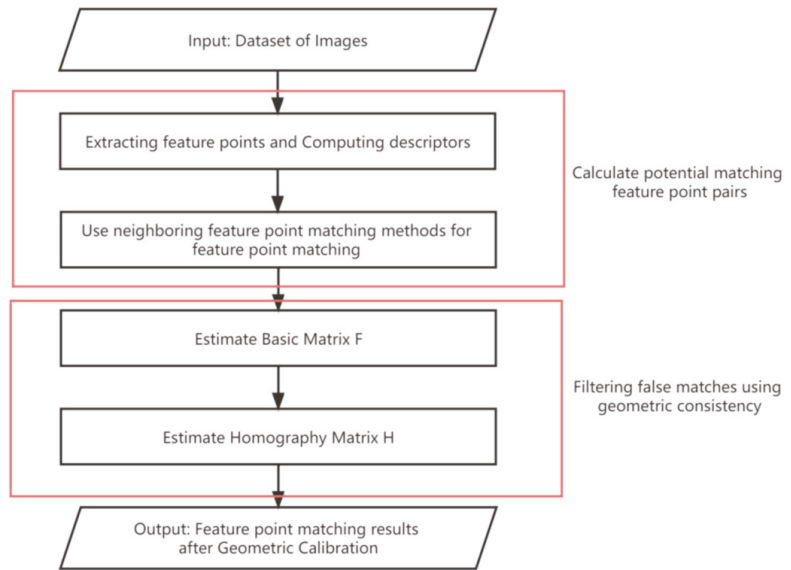 Input: Dataset of Images
Extracting feature points and Computing descriptors
Calculate potential matching
feature point pairs
Use neighboring feature point matching methods for
feature point matching
Estimate Basic Matrix F
Filtering false matches using
geometric consistency
Estimate Homography Matrix H
Output: Feature point matching results
after Geometric Calibration